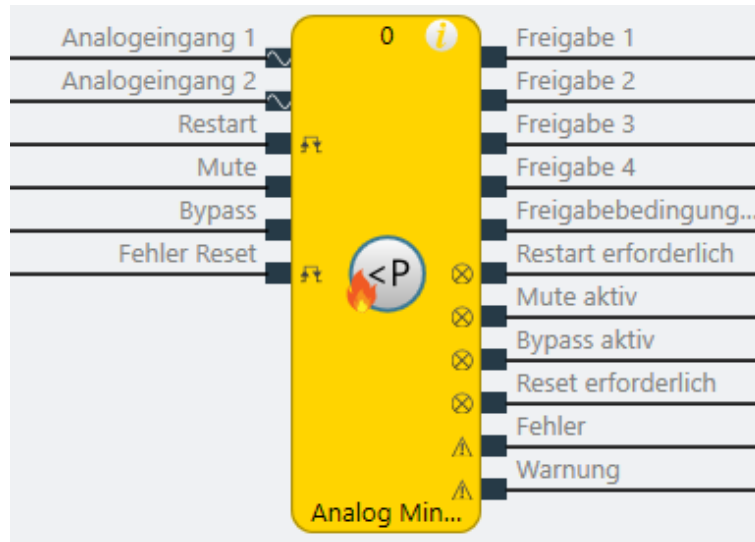 Analogeingang 1
Analogeingang 2
Restart
Mute
Bypass
Fehler Reset
0
i
<P
Analog Min...
Freigabe 1
Freigabe 2
Freigabe 3
Freigabe 4
Freigabebedingung...
Restart erforderlich
Mute aktiv
Bypass aktiv
Reset erforderlich
Fehler
Warnung